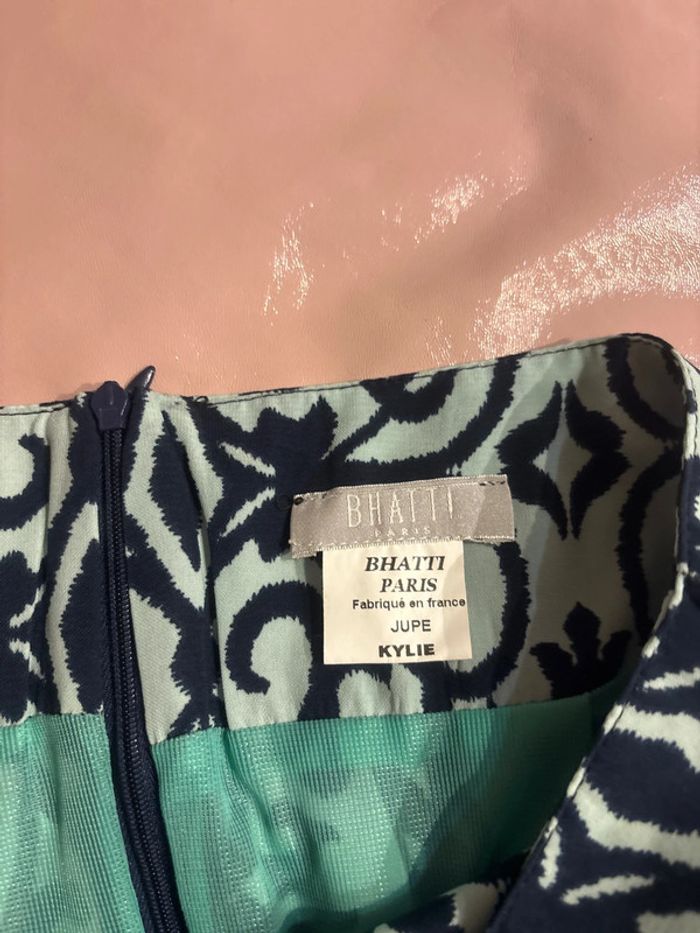 BHATTI
PARIS
BHATTI
PARIS
Fabriqué en france
JUPE
KYLIE